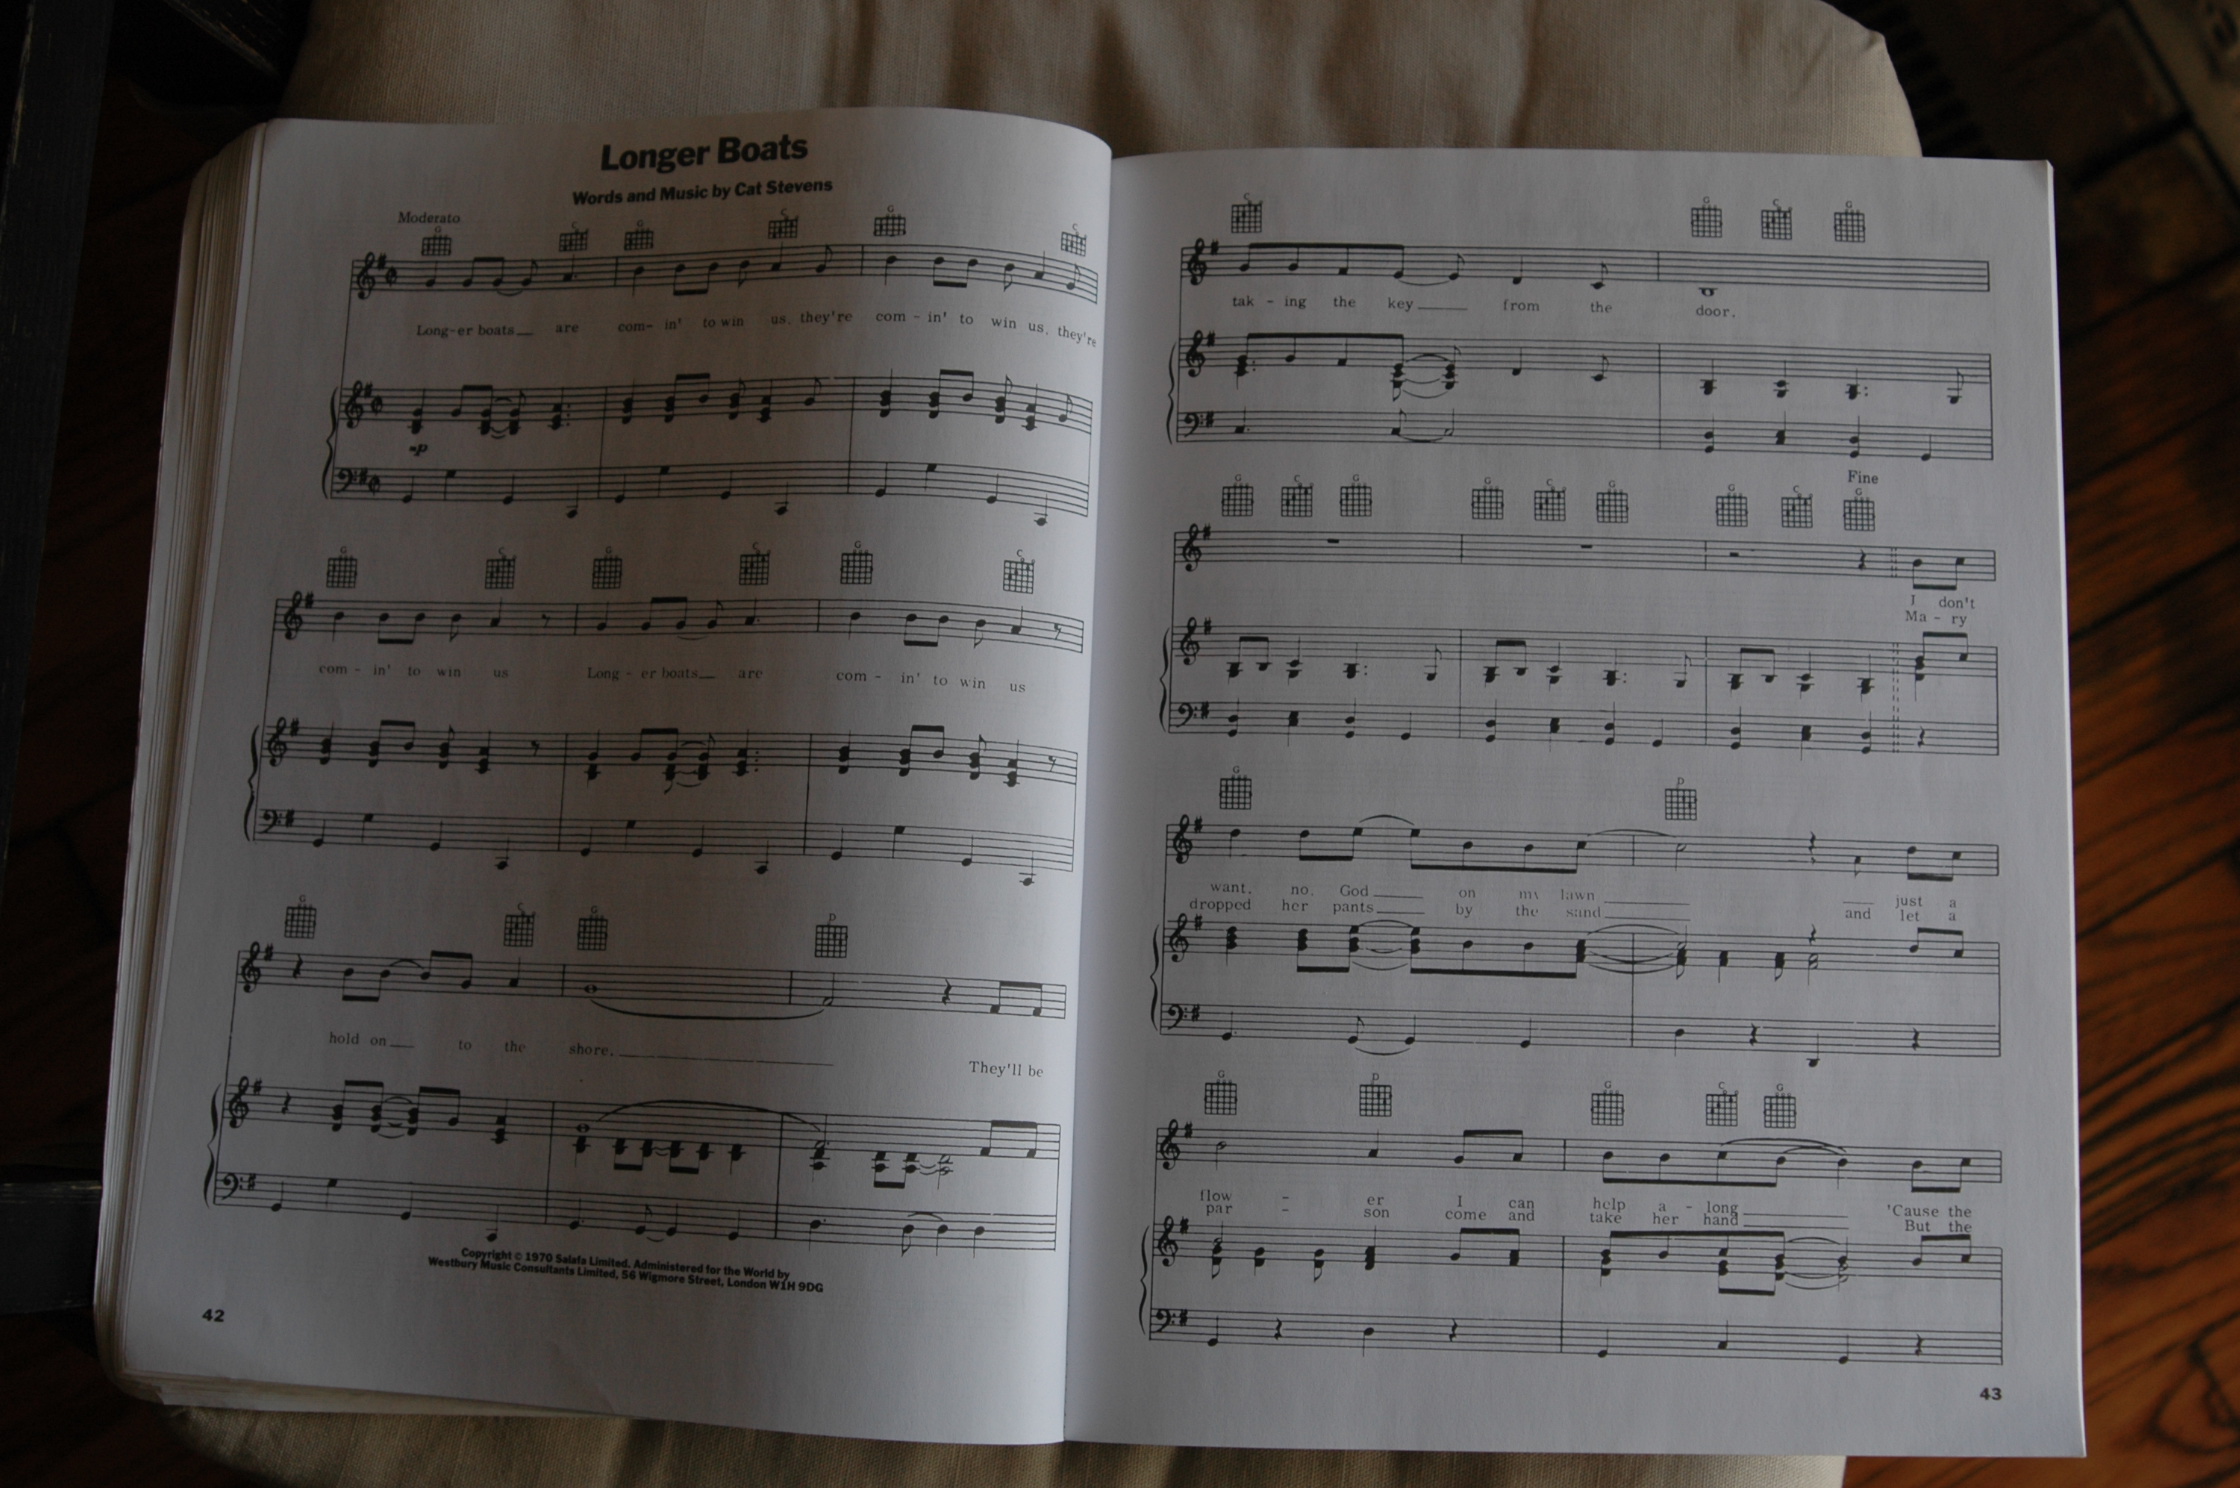 Longer Boats
Words and Music by Cat Stevens
Moderato
G C G C G C
Long-er boats are com- in' to win us, they're com - in' to win us, they're
mp
G C G C G C
com - in' to win us Long - er boats are com - in' to win us
G C G D
hold on to the shore. They'll be
Copyright © 1970 Salafa Limited. Administered for the World by
Westbury Music Consultants Limited, 56 Wigmore Street, London W1H 9DG
42
C G C G
tak - ing the key from the door.
Fine
G C G G C G G C G
I don't
Ma - ry
G D
want. no. God on my lawn just a
dropped her pants by the sand and let a
G D G C G
flow - er I can help a - long 'Cause the
par - son come and take her hand But the
43